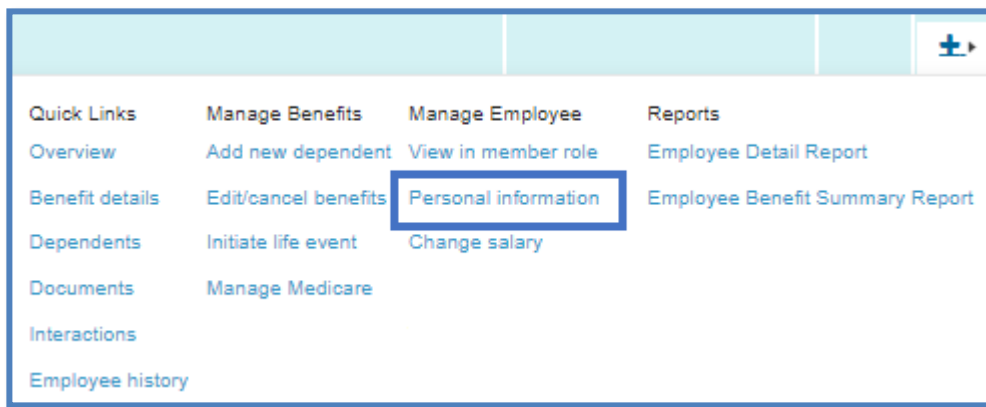 Quick Links Manage Benefits Manage Employee Reports
Overview Add new dependent View in member role Employee Detail Report
Benefit details Edit/cancel benefits Personal information Employee Benefit Summary Report
Dependents Initiate life event Change salary
Documents Manage Medicare
Interactions
Employee history